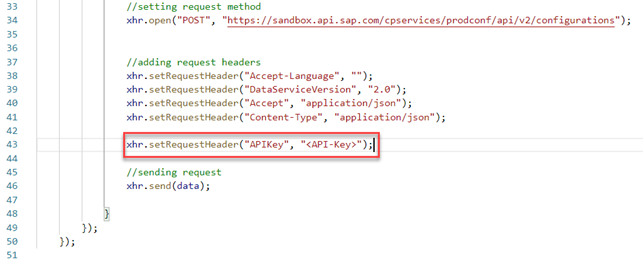 33 //setting request method
34 xhr.open("POST", "https://sandbox.api.sap.com/cpservices/prodconf/api/v2/configurations");
35
36
37 //adding request headers
38 xhr.setRequestHeader("Accept-Language", "");
39 xhr.setRequestHeader("DataServiceVersion", "2.0");
40 xhr.setRequestHeader("Accept", "application/json");
41 xhr.setRequestHeader("Content-Type", "application/json");
42
43 xhr.setRequestHeader("APIKey", "<API-Key>");
44
45 //sending request
46 xhr.send(data);
47
48 }
49 });
50 });
51